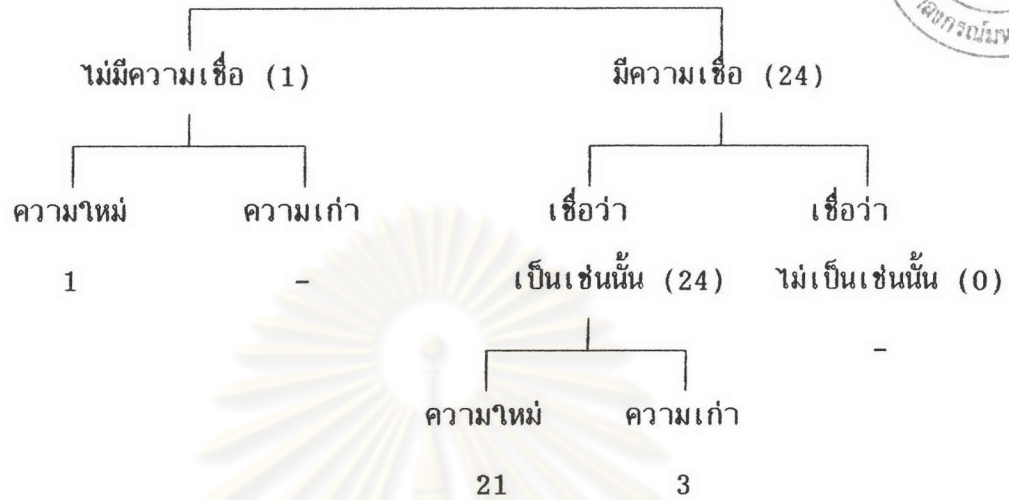 ไม่มีความเชื่อ (1) มีความเชื่อ (24)
ความใหม่ ความเก่า เชื่อว่า เชื่อว่า
1 - เป็นเช่นนั้น (24) ไม่เป็นเช่นนั้น (0)
-
ความใหม่ ความเก่า
21 3